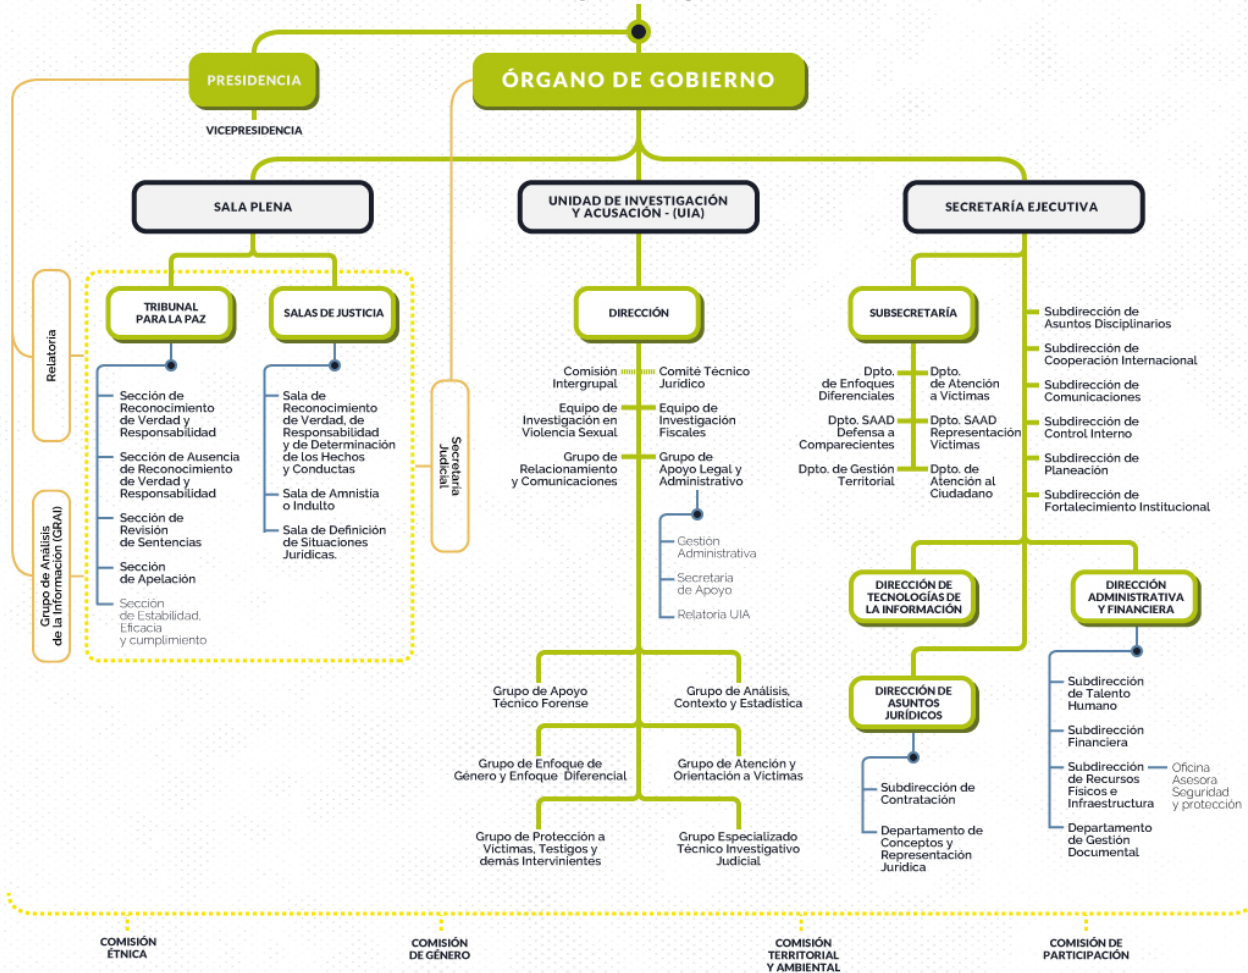 PRESIDENCIA
VICEPRESIDENCIA
ÓRGANO DE GOBIERNO
SALA PLENA
UNIDAD DE INVESTIGACIÓN
Y ACUSACIÓN - (UIA)
SECRETARÍA EJECUTIVA
Relatoría
Grupo de Análisis
de la Información (GRAI)
TRIBUNAL
PARA LA PAZ
Sección de
Reconocimiento
de Verdad y
Responsabilidad
Sección de Ausencia
de Reconocimiento
de Verdad y
Responsabilidad
Sección de
Revisión
de Sentencias
Sección
de Apelación
Sección
de Estabilidad,
Eficacia
y cumplimiento
SALAS DE JUSTICIA
Sala de
Reconocimiento
de Verdad, de
Responsabilidad
y de Determinación
de los Hechos
y Conductas
Sala de Amnistía
o Indulto
Sala de Definición
de Situaciones
Jurídicas.
Secretaría
Judicial
DIRECCIÓN
Comisión
Intergrupal
Comité Técnico
Jurídico
Equipo de
Investigación en
Violencia Sexual
Equipo de
Investigación
Fiscales
Grupo de
Relacionamiento
y Comunicaciones
Grupo de
Apoyo Legal y
Administrativo
Gestión
Administrativa
Secretaria
de Apoyo
Relatoría UIA
Grupo de Apoyo
Técnico Forense
Grupo de Análisis,
Contexto y Estadística
Grupo de Enfoque de
Género y Enfoque Diferencial
Grupo de Atención y
Orientación a Víctimas
Grupo de Protección a
Víctimas, Testigos y
demás Intervinientes
Grupo Especializado
Técnico Investigativo
Judicial
SUBSECRETARÍA
Dpto.
de Enfoques
Diferenciales
Dpto.
de Atención
a Víctimas
Dpto. SAAD
Defensa a
Comparecientes
Dpto. SAAD
Representación
Víctimas
Dpto. de Gestión
Territorial
Dpto. de
Atención al
Ciudadano
Subdirección de
Asuntos Disciplinarios
Subdirección de
Cooperación Internacional
Subdirección de
Comunicaciones
Subdirección de
Control Interno
Subdirección de
Planeación
Subdirección de
Fortalecimiento Institucional
DIRECCIÓN DE
TECNOLOGÍAS DE
LA INFORMACIÓN
DIRECCIÓN
ADMINISTRATIVA
Y FINANCIERA
DIRECCIÓN DE
ASUNTOS
JURÍDICOS
Subdirección de
Contratación
Departamento de
Conceptos y
Representación
Jurídica
Subdirección
de Talento
Humano
Subdirección
Financiera
Subdirección
de Recursos
Físicos e
Infraestructura
Oficina
Asesora
Seguridad
y protección
Departamento
de Gestión
Documental
COMISIÓN
ÉTNICA
COMISIÓN
DE GÉNERO
COMISIÓN
TERRITORIAL
Y AMBIENTAL
COMISIÓN DE
PARTICIPACIÓN